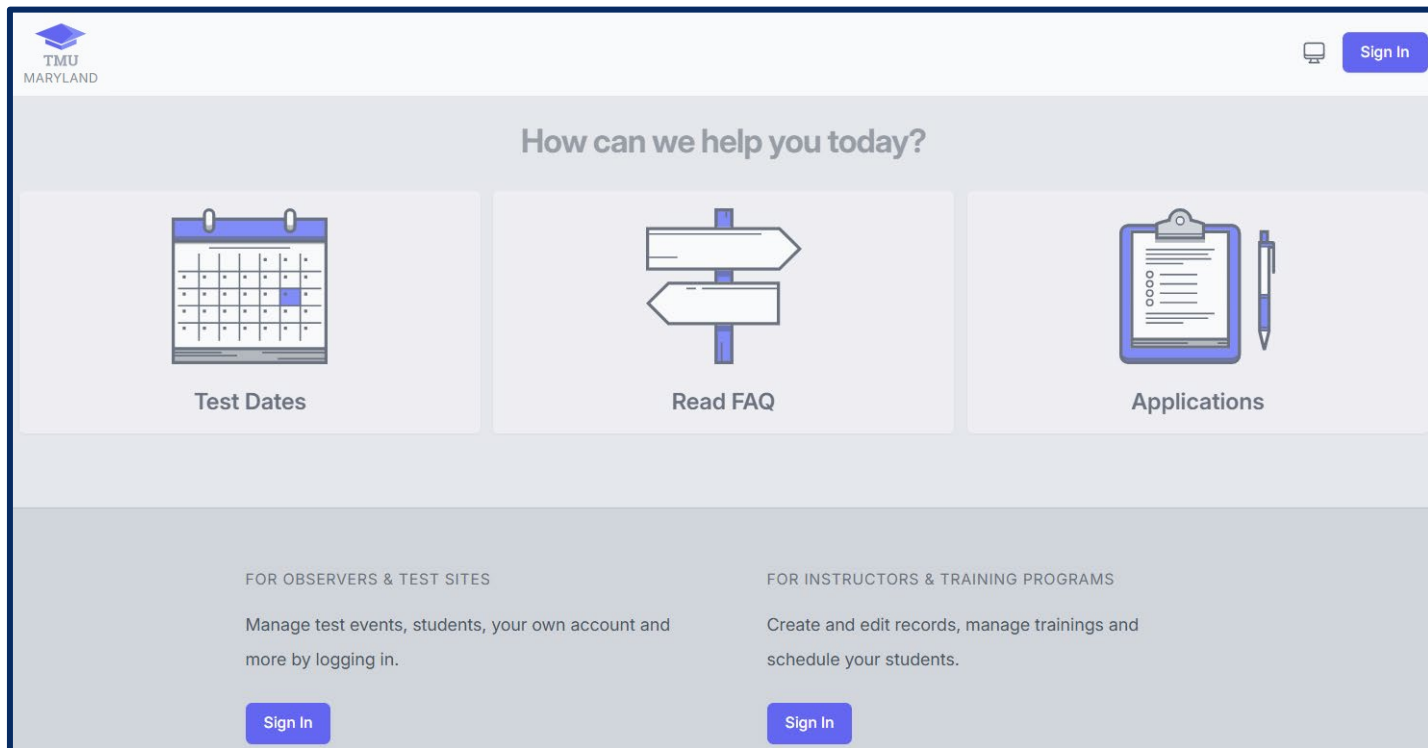 TMU
MARYLAND
Sign In
How can we help you today?
Test Dates
Read FAQ
Applications
FOR OBSERVERS & TEST SITES
Manage test events, students, your own account and
more by logging in.
Sign In
FOR INSTRUCTORS & TRAINING PROGRAMS
Create and edit records, manage trainings and
schedule your students.
Sign In